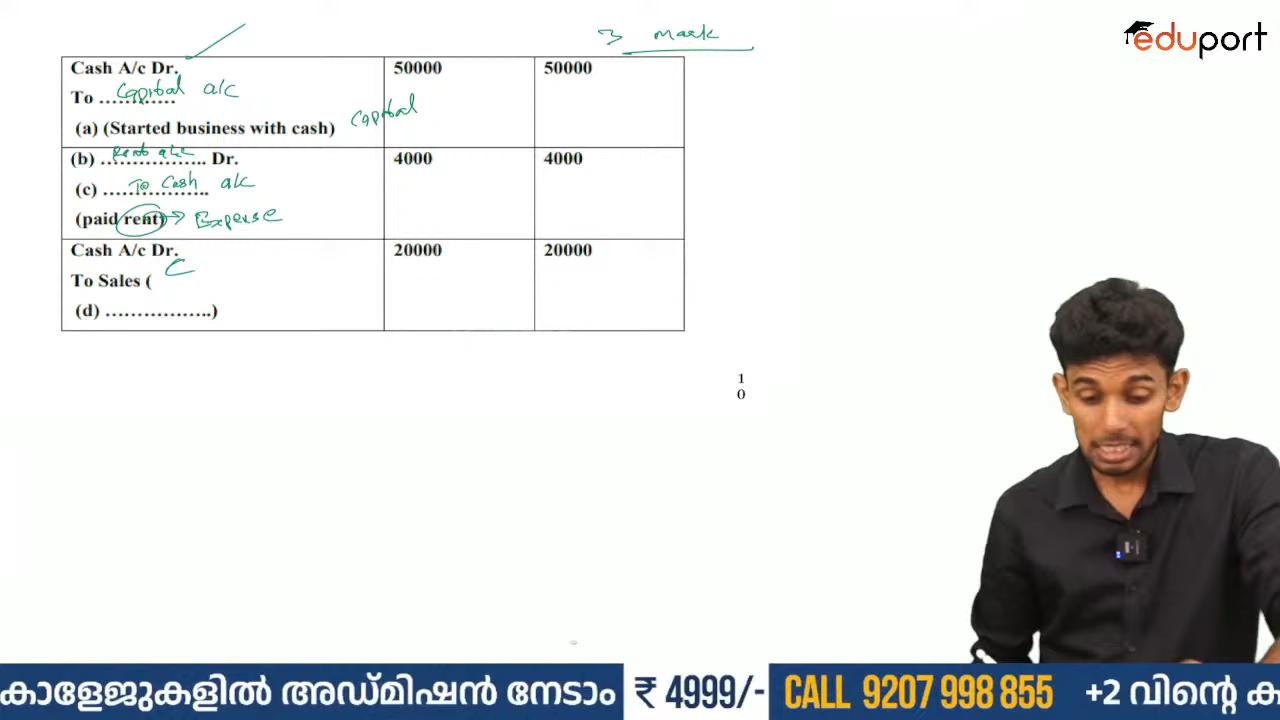 3 mark
eduport
Cash A/c Dr. 50000 50000
To ………… Capital a/c
(a) (Started business with cash) Capital
(b) …………….. Dr. 4000 4000
Rent a/c
(c) ……………..
To Cash a/c
(paid rent) → Expense
Cash A/c Dr. 20000 20000
To Sales ( C
(d) ……………..)
1
0
കാളേജുകളിൽ അഡ്മിഷൻ നേടാം ₹ 4999/- CALL 9207 998 855 +2 വിന്റെ ക